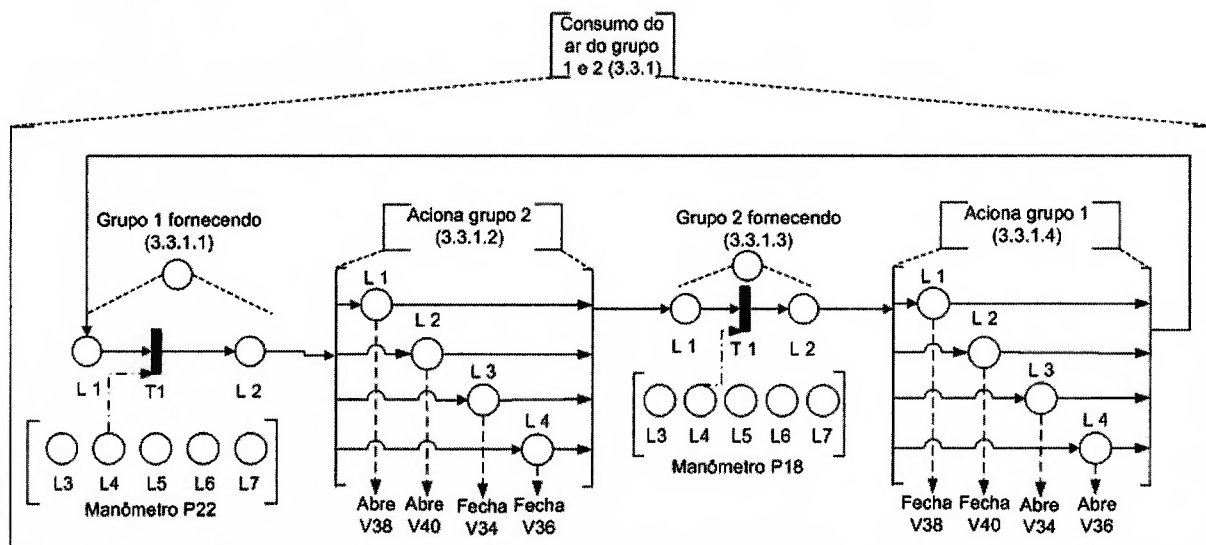 Consumo do
ar do grupo
1 e 2 (3.3.1)
Grupo 1 fornecendo
(3.3.1.1)
L 1
T1
L 2
L3
L4
L5
L6
L7
Manômetro P22
Aciona grupo 2
(3.3.1.2)
L 1
L 2
L 3
L 4
Abre
V38
Abre
V40
Fecha
V34
Fecha
V36
Grupo 2 fornecendo
(3.3.1.3)
L 1
T 1
L 2
L3
L4
L5
L6
L7
Manômetro P18
Aciona grupo 1
(3.3.1.4)
L 1
L 2
L 3
L 4
Fecha
V38
Fecha
V40
Abre
V34
Abre
V36